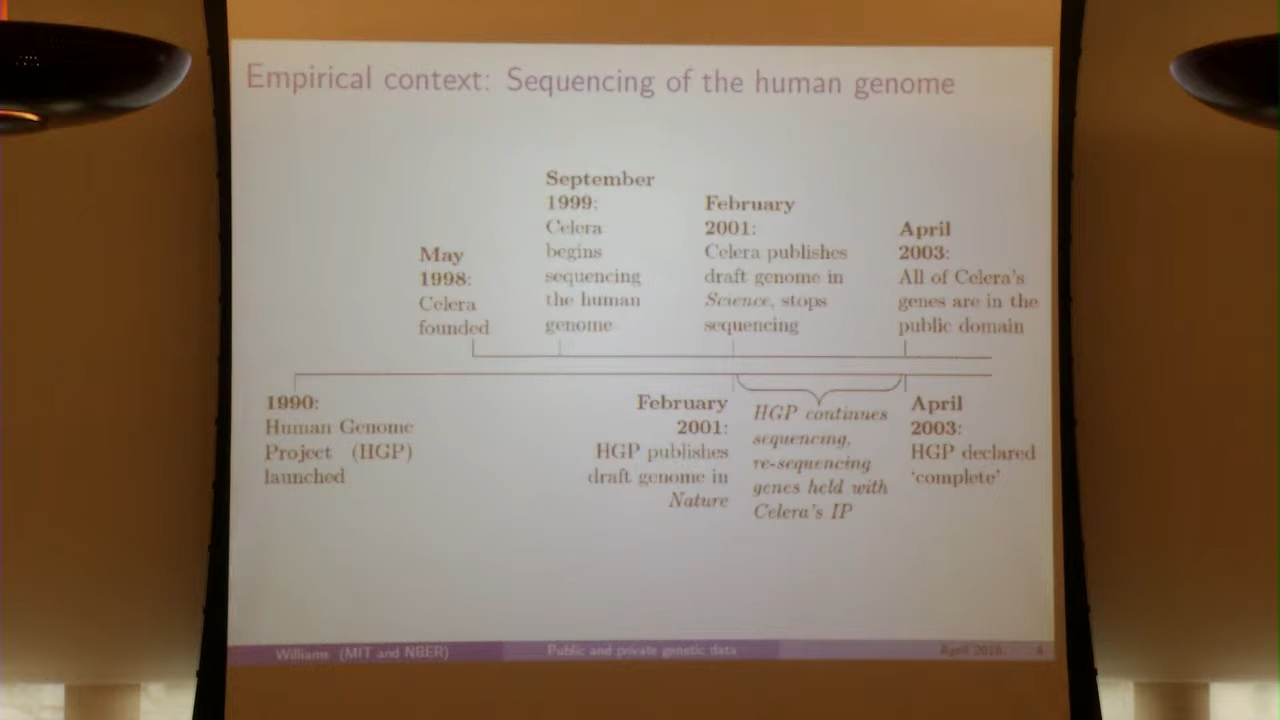 Empirical context: Sequencing of the human genome
May
1998:
Celera
founded
September
1999:
Celera
begins
sequencing
the human
genome
February
2001:
Celera publishes
draft genome in
Science, stops
sequencing
April
2003:
All of Celera's
genes are in the
public domain
1990:
Human Genome
Project (HGP)
launched
February
2001:
HGP publishes
draft genome in
Nature
HGP continues
sequencing,
re-sequencing
genes held with
Celera's IP
April
2003:
HGP declared
'complete'
Williams (MIT and NBER)
Public and private genetic data
April 4